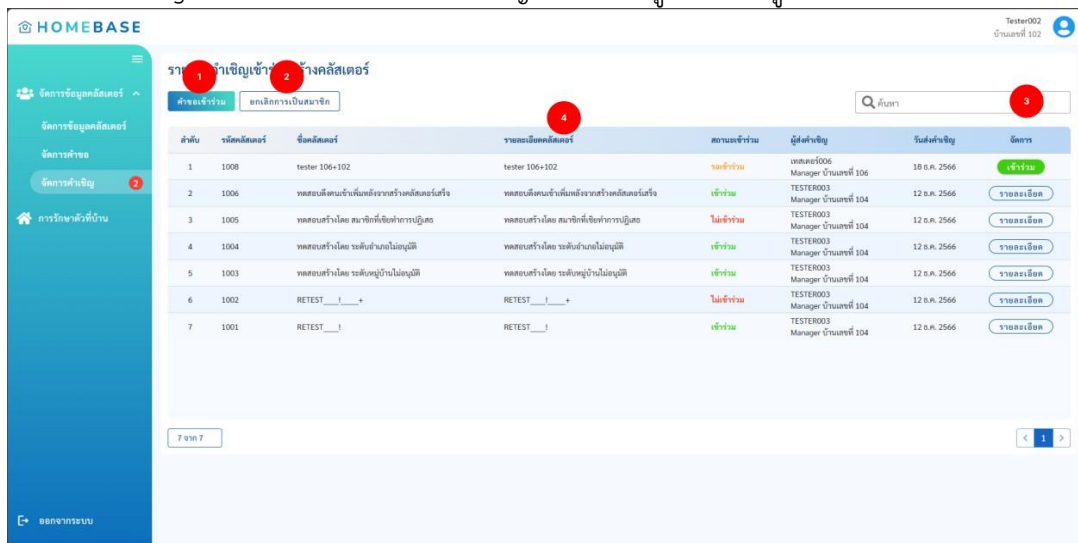 HOMEBASE
Tester002
บ้านเลขที่ 102
จัดการข้อมูลคลัสเตอร์
จัดการข้อมูลคลัสเตอร์
จัดการคำขอ
จัดการคำเชิญ 2
การรักษาตัวที่บ้าน
ออกจากระบบ
1 2
คำขอเข้าร่วม ยกเลิกการเป็นสมาชิก
ค้นหา 3
4
ลำดับ รหัสคลัสเตอร์ ชื่อคลัสเตอร์ รายละเอียดคลัสเตอร์ สถานะเข้าร่วม ผู้ส่งคำเชิญ วันส่งคำเชิญ จัดการ
1 1008 tester 106+102 tester 106+102 รอเข้าร่วม เทสเตอร์006 18 ธ.ค. 2566 เข้าร่วม
Manager บ้านเลขที่ 106
2 1006 ทดสอบดึงคนเข้าเพิ่มหลังจากสร้างคลัสเตอร์เสร็จ ทดสอบดึงคนเข้าเพิ่มหลังจากสร้างคลัสเตอร์เสร็จ เข้าร่วม TESTER003 12 ธ.ค. 2566 รายละเอียด
Manager บ้านเลขที่ 104
3 1005 ทดสอบสร้างโดย สมาชิกที่เชิยทำการปฏิเสธ ทดสอบสร้างโดย สมาชิกที่เชิยทำการปฏิเสธ ไม่เข้าร่วม TESTER003 12 ธ.ค. 2566 รายละเอียด
Manager บ้านเลขที่ 104
4 1004 ทดสอบสร้างโดย ระดับอำเภอไม่อนุมัติ ทดสอบสร้างโดย ระดับอำเภอไม่อนุมัติ เข้าร่วม TESTER003 12 ธ.ค. 2566 รายละเอียด
Manager บ้านเลขที่ 104
5 1003 ทดสอบสร้างโดย ระดับหมู่บ้านไม่อนุมัติ ทดสอบสร้างโดย ระดับหมู่บ้านไม่อนุมัติ เข้าร่วม TESTER003 12 ธ.ค. 2566 รายละเอียด
Manager บ้านเลขที่ 104
6 1002 RETEST___!___+ RETEST___!___+ ไม่เข้าร่วม TESTER003 12 ธ.ค. 2566 รายละเอียด
Manager บ้านเลขที่ 104
7 1001 RETEST___! RETEST___! เข้าร่วม TESTER003 12 ธ.ค. 2566 รายละเอียด
Manager บ้านเลขที่ 104
7 จาก 7
< 1 >